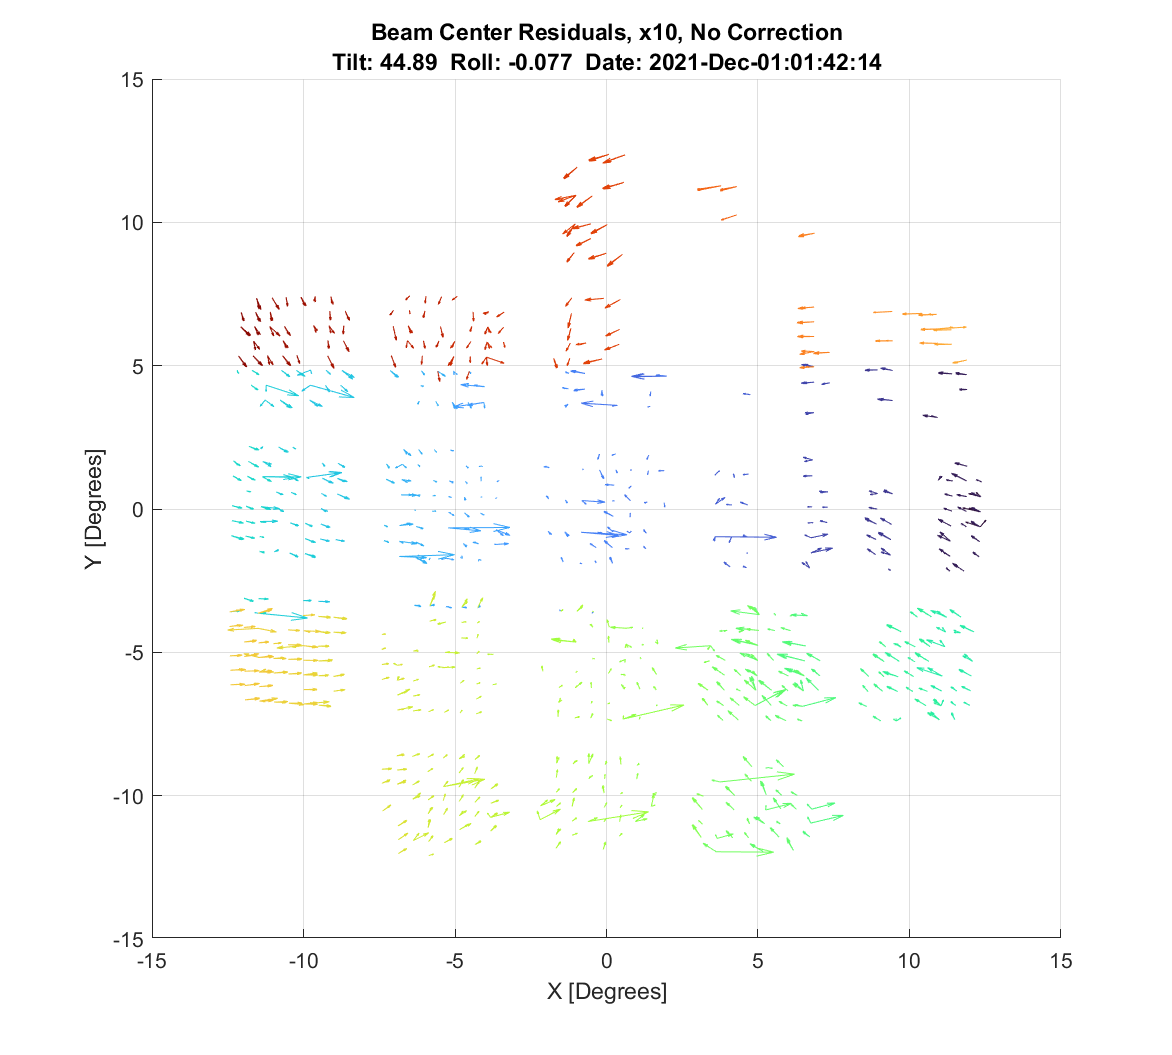 Beam Center Residuals, x10, No Correction
Tilt: 44.89 Roll: -0.077 Date: 2021-Dec-01:01:42:14
15
10
5
0
-5
-10
-15
Y [Degrees]
-15 -10 -5 0 5 10 15
X [Degrees]